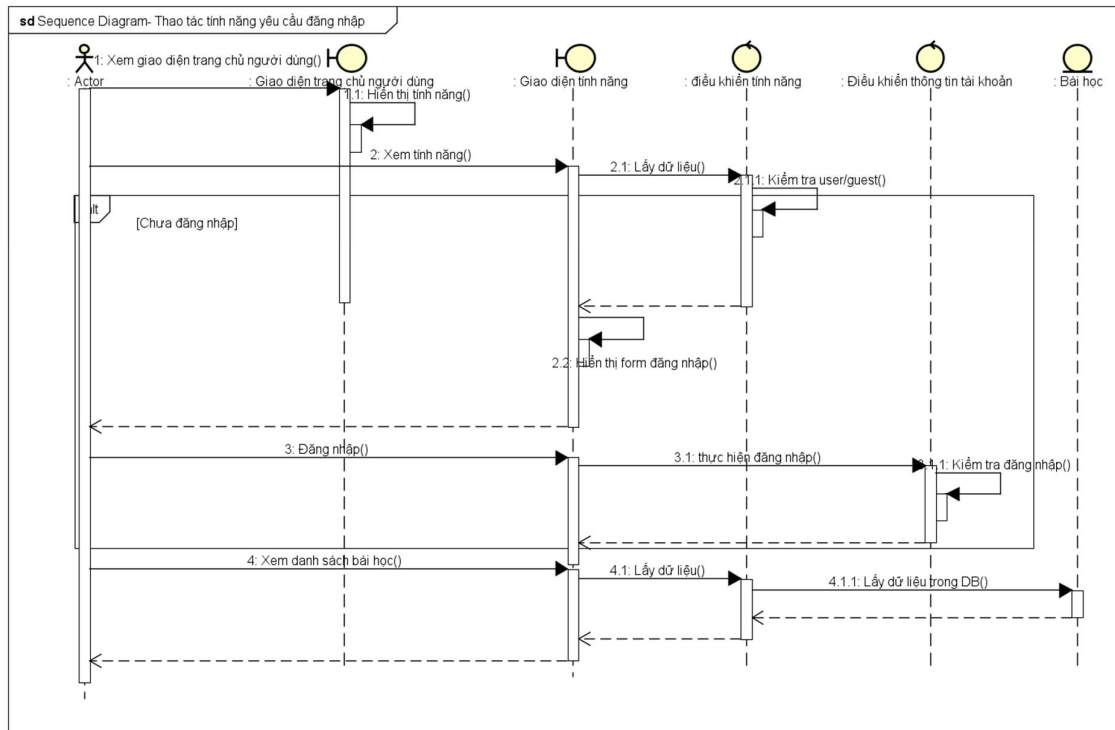 sd Sequence Diagram- Thao tác tính năng yêu cầu đăng nhập
1: Xem giao diện trang chủ người dùng()
: Actor
: Giao diện trang chủ người dùng
: Giao diện tính năng
: điều khiển tính năng
: Điều khiển thông tin tài khoản
: Bài học
1.1: Hiển thị tính năng()
2: Xem tính năng()
2.1: Lấy dữ liệu()
2.1.1: Kiểm tra user/guest()
alt
[Chưa đăng nhập]
2.2: Hiển thị form đăng nhập()
3: Đăng nhập()
3.1: thực hiện đăng nhập()
3.1.1: Kiểm tra đăng nhập()
4: Xem danh sách bài học()
4.1: Lấy dữ liệu()
4.1.1: Lấy dữ liệu trong DB()